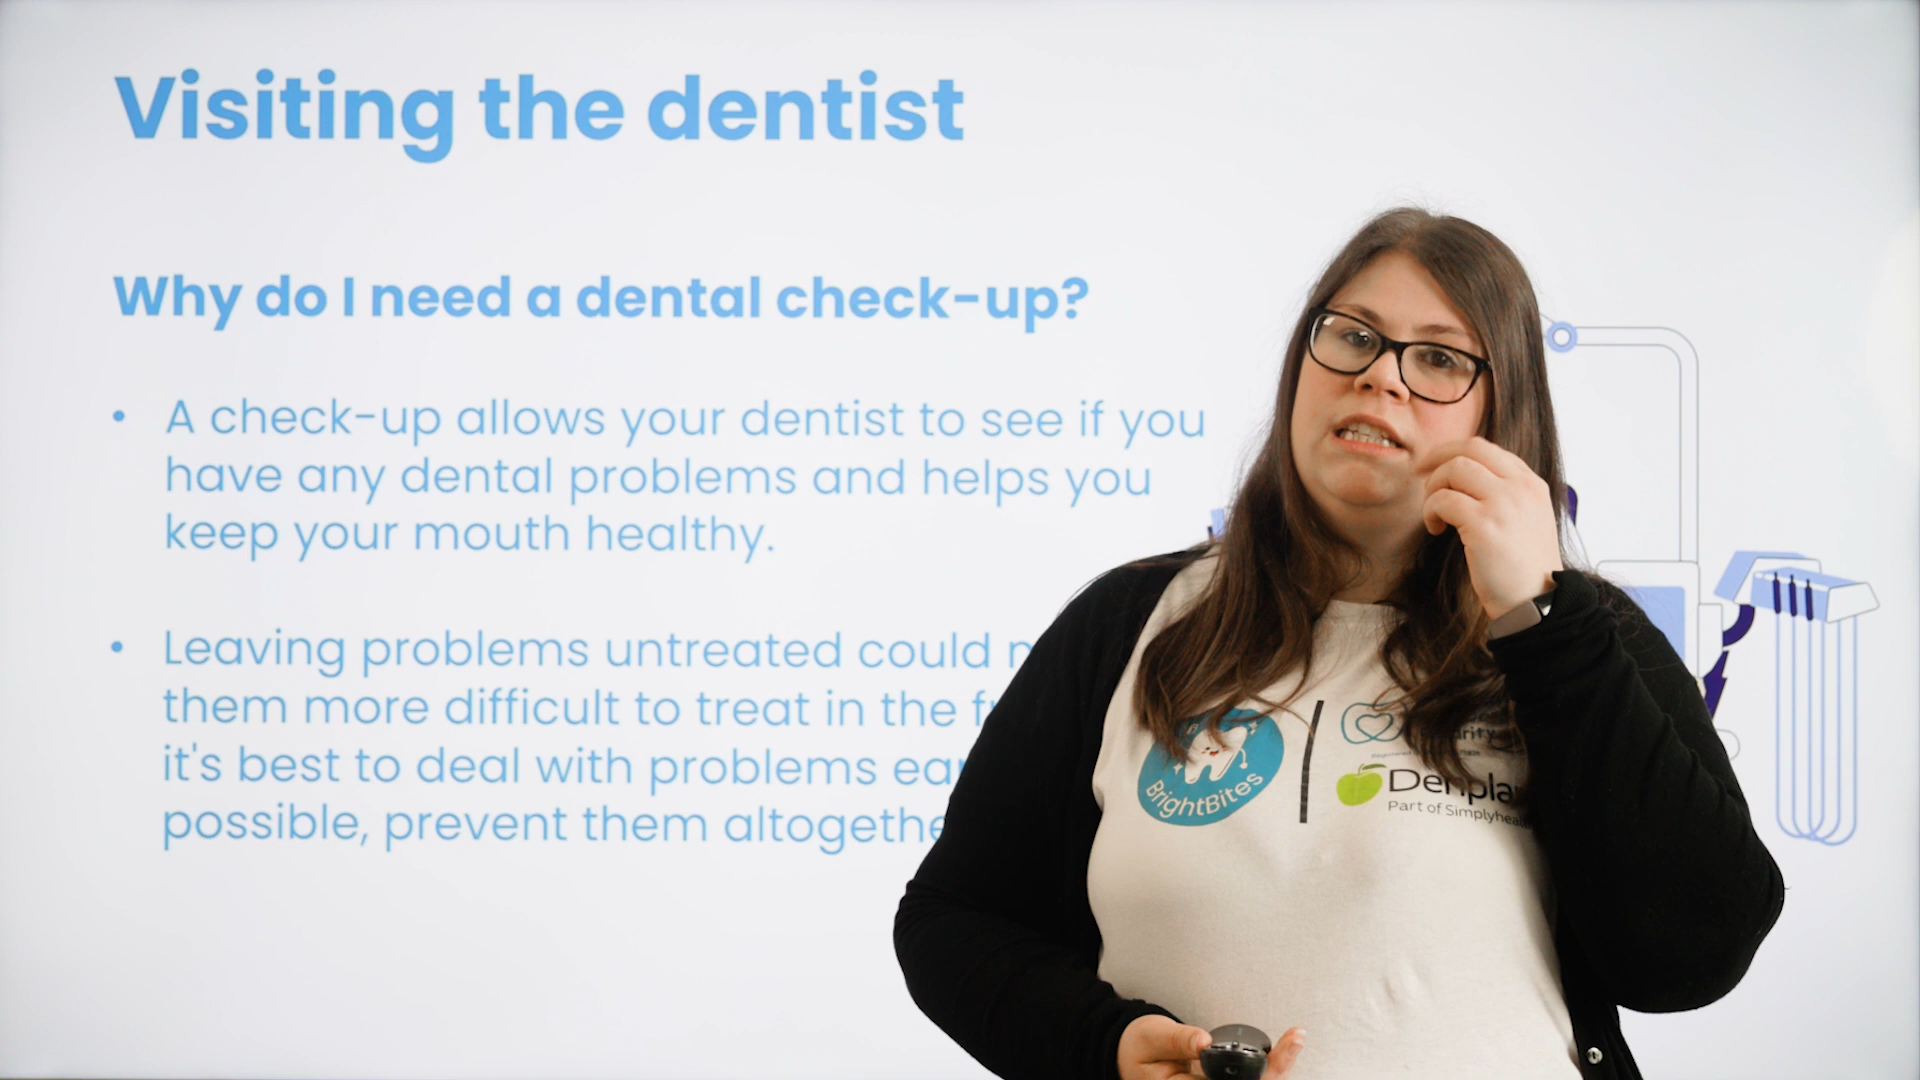 Visiting the dentist
Why do I need a dental check-up?
• A check-up allows your dentist to see if you
have any dental problems and helps you
keep your mouth healthy.
• Leaving problems untreated could
them more difficult to treat in the
it's best to deal with problems
possible, prevent them
BrightBites
Denplan
Part of Simplyhealth